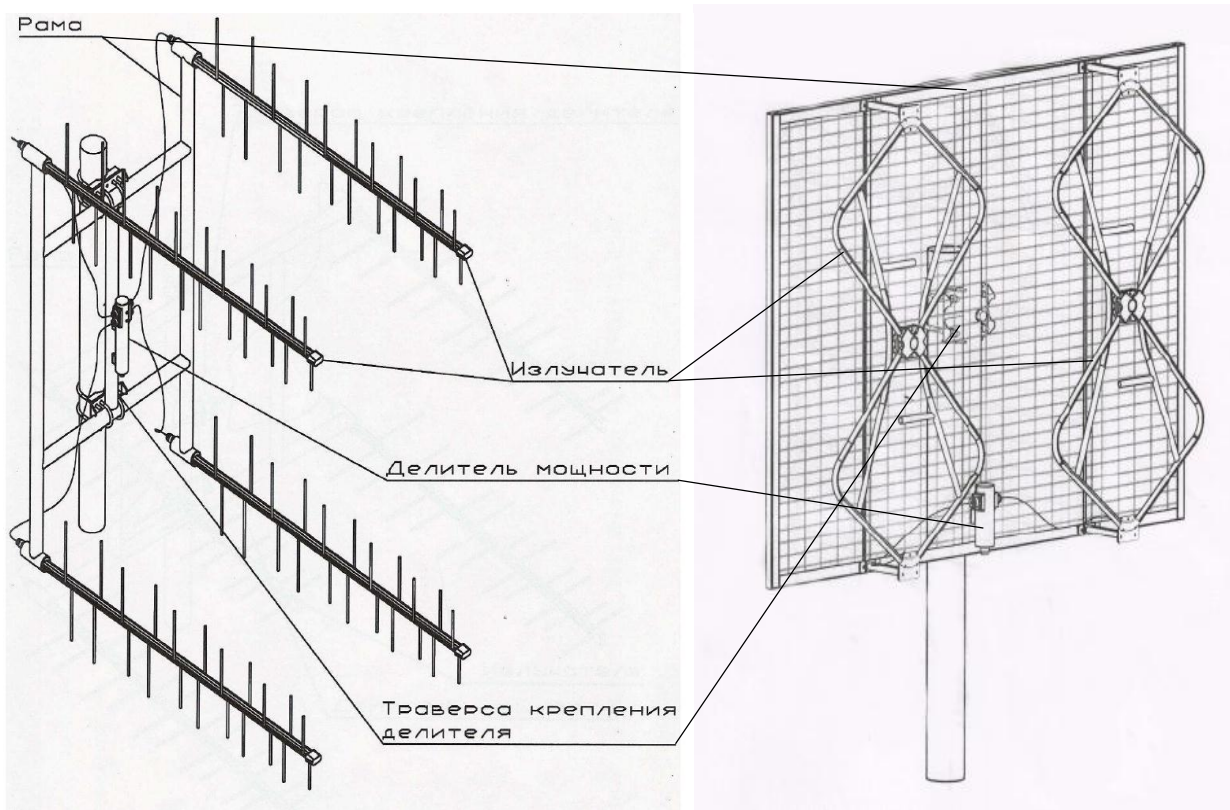 Рама
Излучатель
Делитель мощности
Траверса крепления
делителя